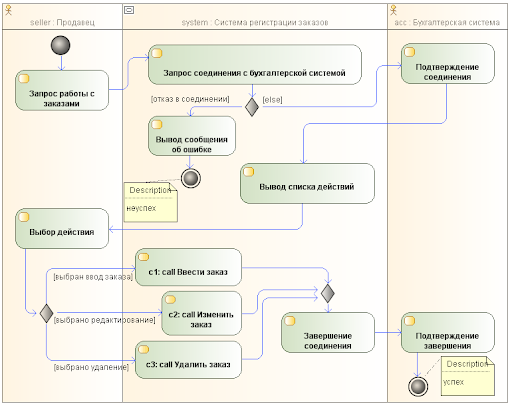 seller : Продавец
system : Система регистрации заказов
acc : Бухгалтерская система
Запрос работы с
заказами
Запрос соединения с бухгалтерской системой
Подтверждение
соединения
[отказ в соединении]
[else]
Вывод сообщения
об ошибке
Вывод списка действий
Description
неуспех
Выбор действия
[выбран ввод заказа]
c1: call Ввести заказ
[выбрано редактирование]
c2: call Изменить
заказ
[выбрано удаление]
c3: call Удалить заказ
Завершение
соединения
Подтверждение
завершения
Description
успех